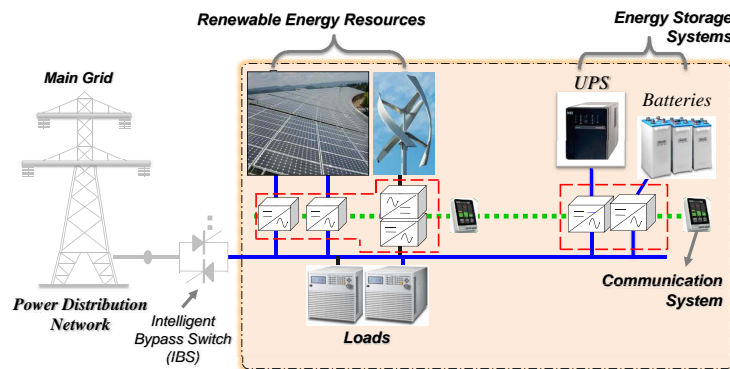 Renewable Energy Resources
Energy Storage
Systems
Main Grid
UPS
Batteries
Power Distribution
Network
Intelligent
Bypass Switch
(IBS)
Loads
Communication
System